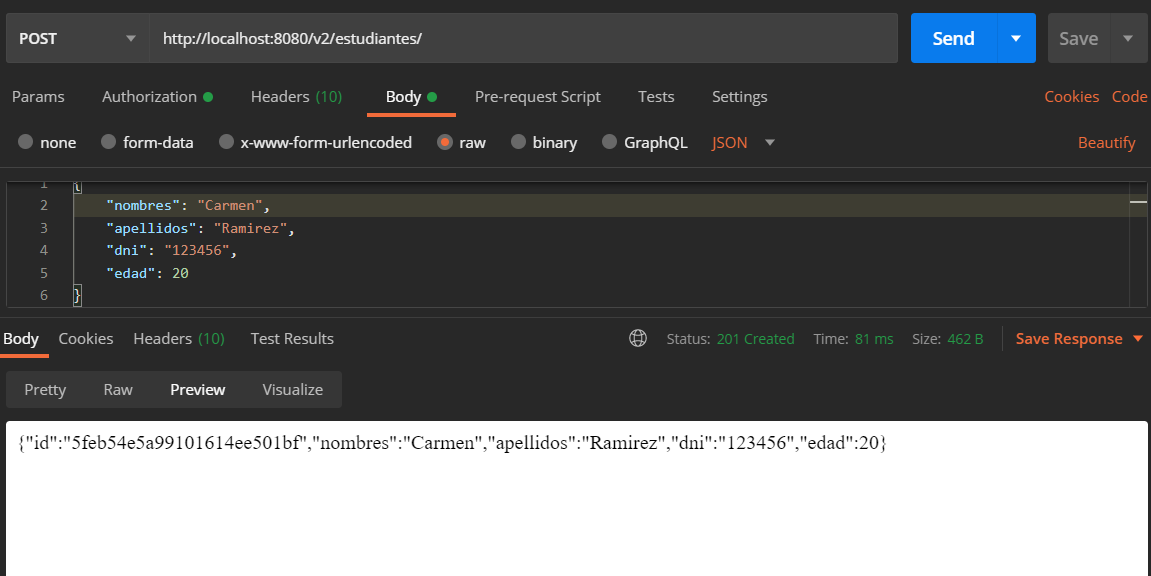 POST http://localhost:8080/v2/estudiantes/ Send Save
Params Authorization Headers (10) Body Pre-request Script Tests Settings Cookies Code
none form-data x-www-form-urlencoded raw binary GraphQL JSON Beautify
1 {
2 "nombres": "Carmen",
3 "apellidos": "Ramirez",
4 "dni": "123456",
5 "edad": 20
6 }
Body Cookies Headers (10) Test Results Status: 201 Created Time: 81 ms Size: 462 B Save Response
Pretty Raw Preview Visualize
{"id":"5feb54e5a99101614ee501bf","nombres":"Carmen","apellidos":"Ramirez","dni":"123456","edad":20}